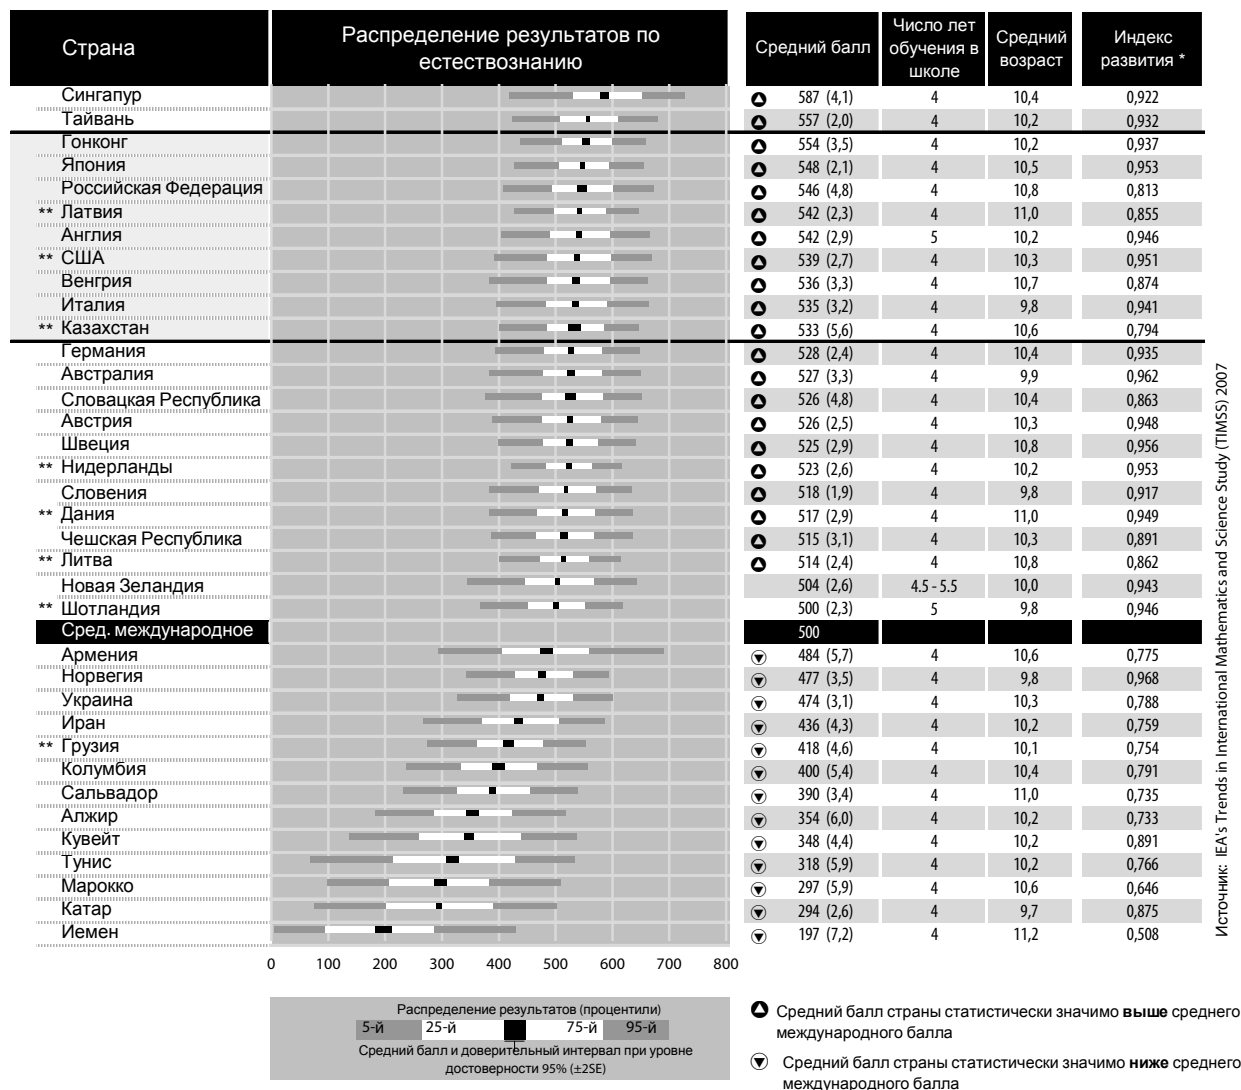 Страна Распределение результатов по естествознанию Средний балл Число лет обучения в школе Средний возраст Индекс развития *
Сингапур 587 (4,1) 4 10,4 0,922
Тайвань 557 (2,0) 4 10,2 0,932
Гонконг 554 (3,5) 4 10,2 0,937
Япония 548 (2,1) 4 10,5 0,953
Российская Федерация 546 (4,8) 4 10,8 0,813
** Латвия 542 (2,3) 4 11,0 0,855
Англия 542 (2,9) 5 10,2 0,946
** США 539 (2,7) 4 10,3 0,951
Венгрия 536 (3,3) 4 10,7 0,874
Италия 535 (3,2) 4 9,8 0,941
** Казахстан 533 (5,6) 4 10,6 0,794
Германия 528 (2,4) 4 10,4 0,935
Австралия 527 (3,3) 4 9,9 0,962
Словацкая Республика 526 (4,8) 4 10,4 0,863
Австрия 526 (2,5) 4 10,3 0,948
Швеция 525 (2,9) 4 10,8 0,956
** Нидерланды 523 (2,6) 4 10,2 0,953
Словения 518 (1,9) 4 9,8 0,917
** Дания 517 (2,9) 4 11,0 0,949
Чешская Республика 515 (3,1) 4 10,3 0,891
** Литва 514 (2,4) 4 10,8 0,862
Новая Зеландия 504 (2,6) 4.5 - 5.5 10,0 0,943
** Шотландия 500 (2,3) 5 9,8 0,946
Сред. международное 500
Армения 484 (5,7) 4 10,6 0,775
Норвегия 477 (3,5) 4 9,8 0,968
Украина 474 (3,1) 4 10,3 0,788
Иран 436 (4,3) 4 10,2 0,759
** Грузия 418 (4,6) 4 10,1 0,754
Колумбия 400 (5,4) 4 10,4 0,791
Сальвадор 390 (3,4) 4 11,0 0,735
Алжир 354 (6,0) 4 10,2 0,733
Кувейт 348 (4,4) 4 10,2 0,891
Тунис 318 (5,9) 4 10,2 0,766
Марокко 297 (5,9) 4 10,6 0,646
Катар 294 (2,6) 4 9,7 0,875
Йемен 197 (7,2) 4 11,2 0,508
0 100 200 300 400 500 600 700 800
Распределение результатов (процентили)
5-й 25-й 75-й 95-й
Средний балл и доверительный интервал при уровне
достоверности 95% (±2SE)
Средний балл страны статистически значимо выше среднего
международного балла
Средний балл страны статистически значимо ниже среднего
международного балла
Источник: IEA's Trends in International Mathematics and Science Study (TIMSS) 2007